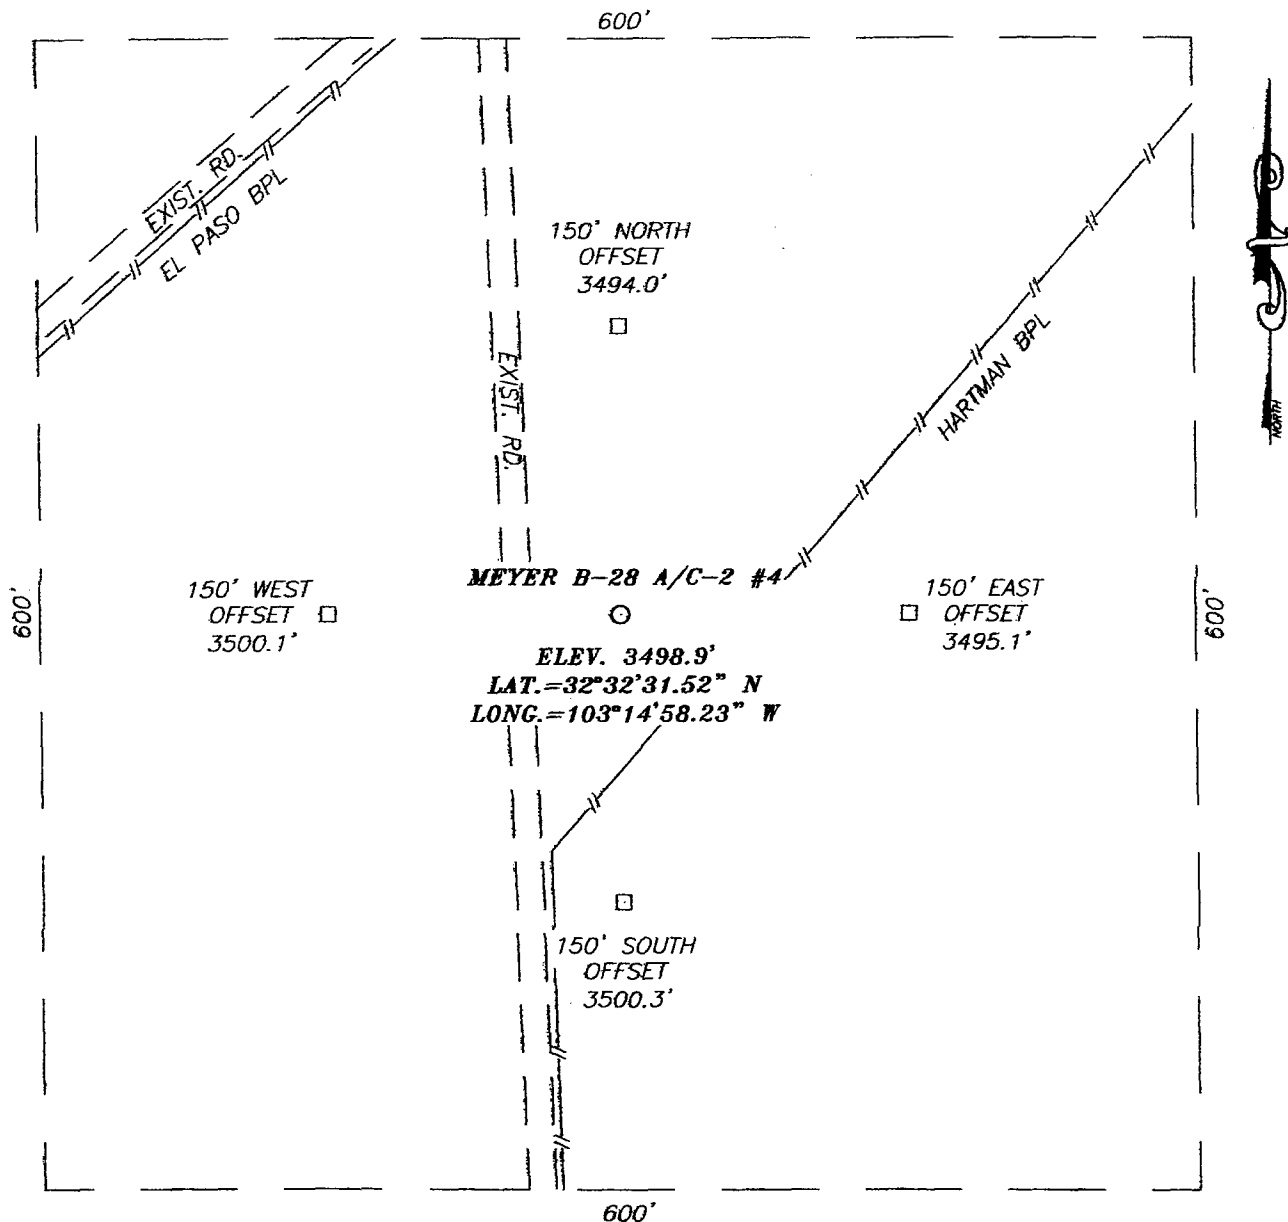 600'
EXIST. RD.
EL PASO BPL
150' NORTH
OFFSET
3494.0'
EXIST. RD.
HARTMAN BPL
NORTH
MEYER B-28 A/C-2 #4
150' WEST
OFFSET
3500.1'
150' EAST
OFFSET
3495.1'
600'
600'
ELEV. 3498.9'
LAT.=32°32'31.52" N
LONG.=103°14'58.23" W
150' SOUTH
OFFSET
3500.3'
600'